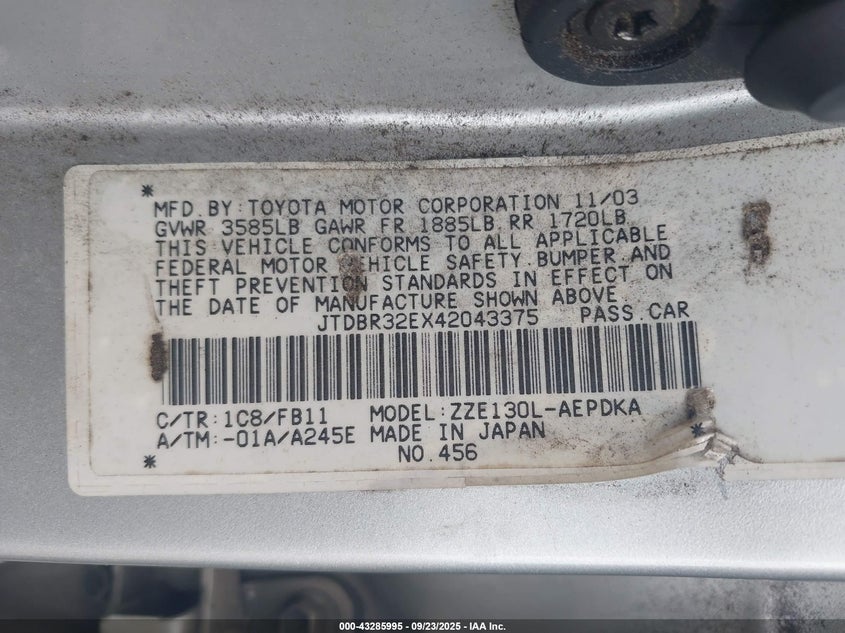 MFD.BY:TOYOTA MOTOR CORPORATION 11/03
GVWR 3585LB GAWR FR 1885LB RR 1720LB
THIS VEHICLE CONFORMS TO ALL APPLICABLE
FEDERAL MOTOR VEHICLE SAFETY.BUMPER.AND
THEFT PREVENTION STANDARDS IN EFFECT ON
THE DATE OF MANUFACTURE SHOWN ABOVE.
JTDBR32EX42043375 PASS.CAR
C/TR:1C8/FB11 MODEL:ZZE130L-AEPDKA
A/TM:-01A/A245E MADE IN JAPAN
NO.456
000-43285995 - 09/23/2025 - IAA Inc.